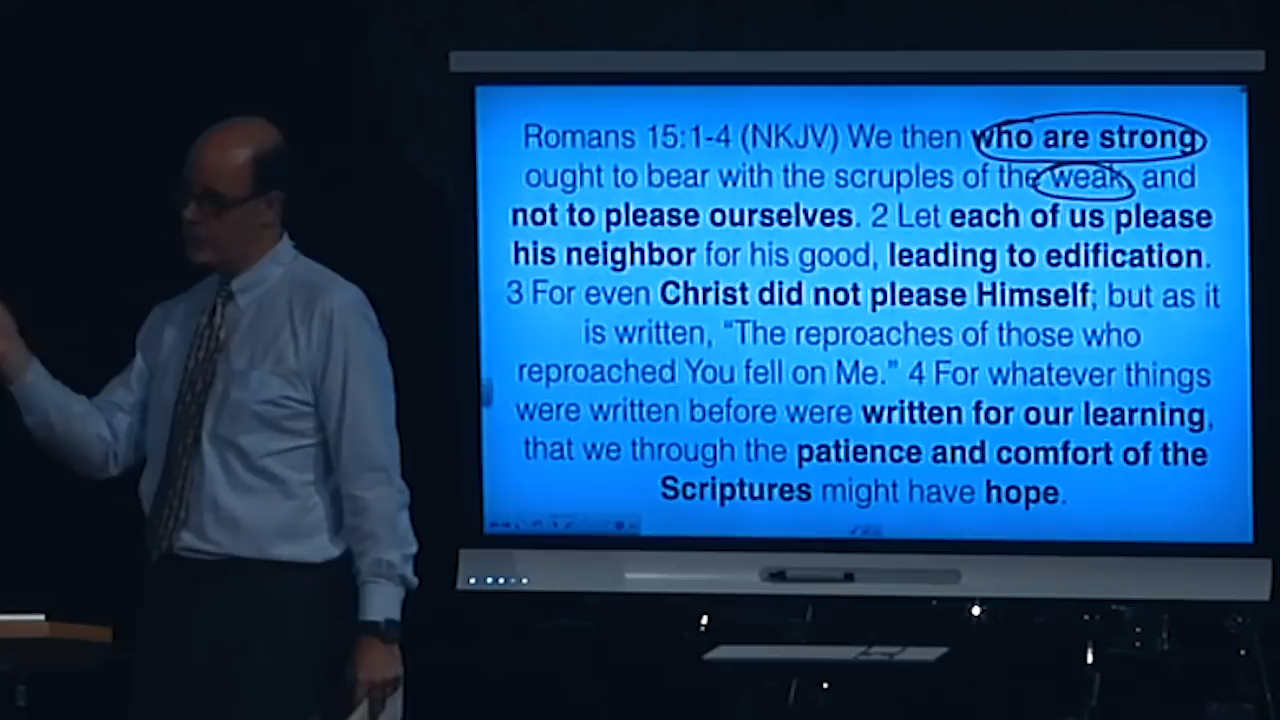 Romans 15:1-4 (NKJV) We then who are strong
ought to bear with the scruples of the weak, and
not to please ourselves. 2 Let each of us please
his neighbor for his good, leading to edification.
3 For even Christ did not please Himself; but as it
is written, “The reproaches of those who
reproached You fell on Me.” 4 For whatever things
were written before were written for our learning,
that we through the patience and comfort of the
Scriptures might have hope.